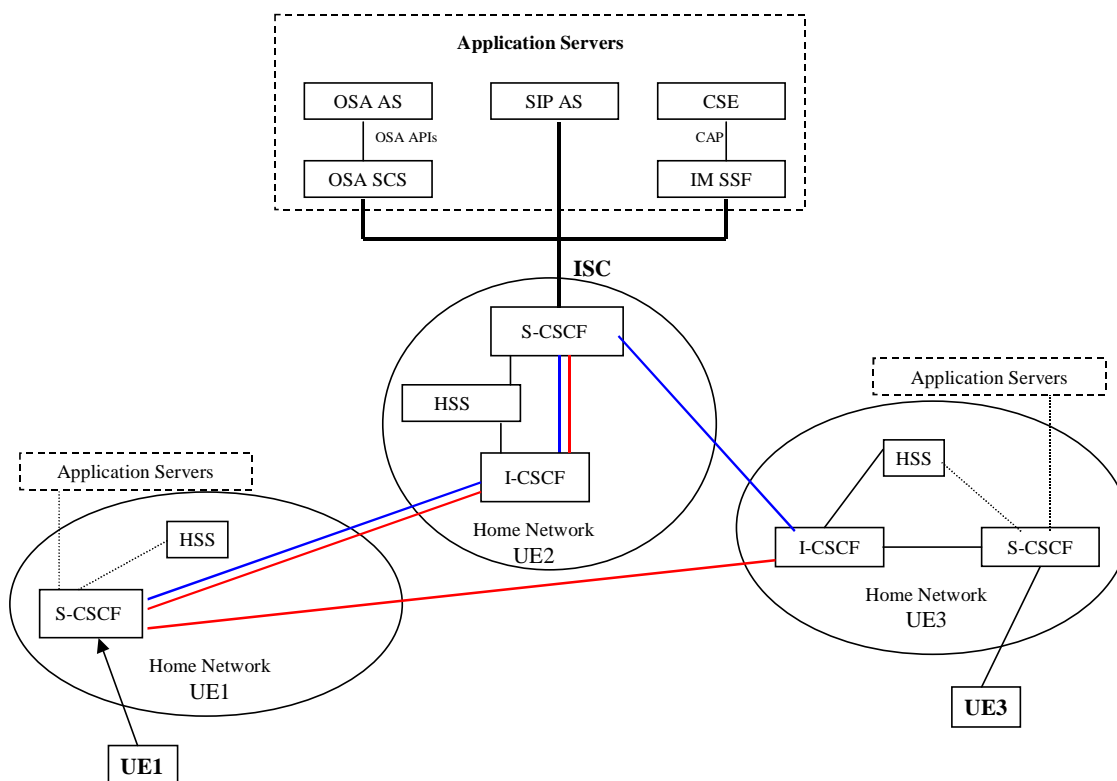 Application Servers
OSA AS
SIP AS
CSE
OSA APIs
CAP
OSA SCS
IM SSF
ISC
S-CSCF
HSS
I-CSCF
Home Network
UE2
Application Servers
HSS
I-CSCF
S-CSCF
Home Network
UE3
UE3
Application Servers
HSS
S-CSCF
Home Network
UE1
UE1